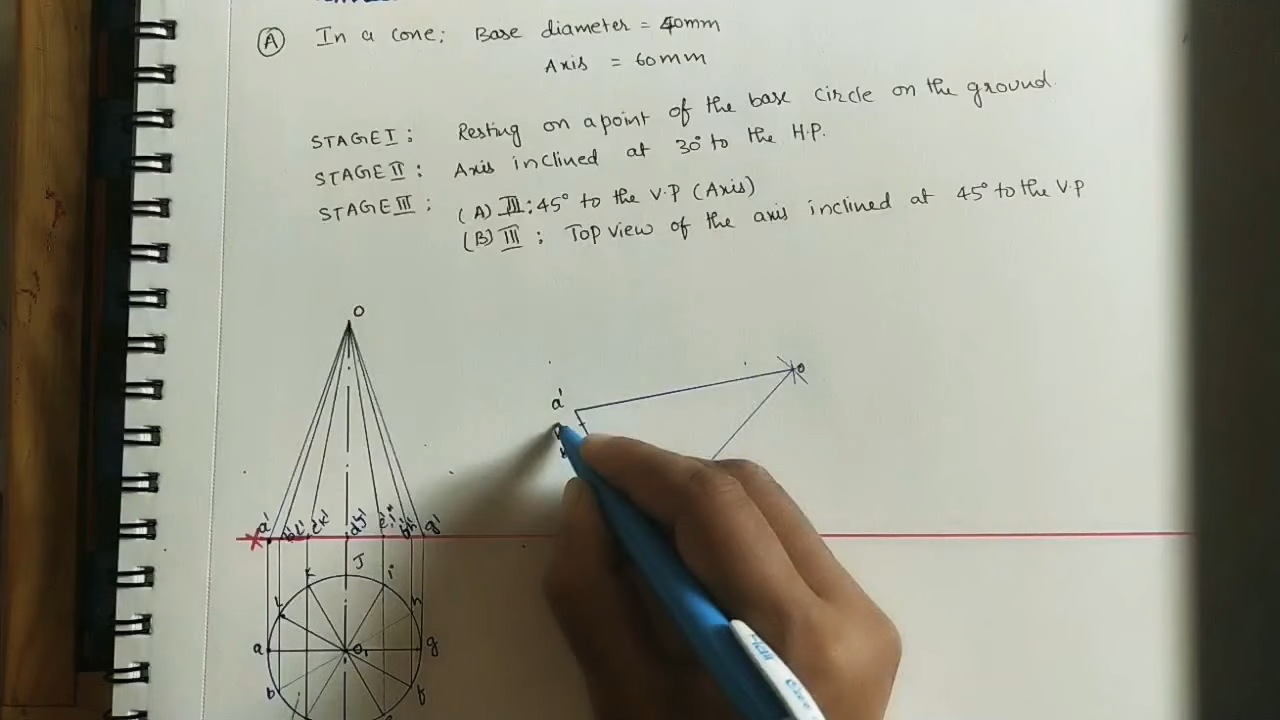 A In a cone; Base diameter = 40mm
Axis = 60mm
STAGE I : Resting on a point of the base circle on the ground.
STAGE II : Axis inclined at 30° to the H.P.
STAGE III : (A) III : 45° to the V.P (Axis)
(B) III : Top view of the axis inclined at 45° to the V.P
O
a' o
X a' b'l' c'k' d'j' g'
J
k i
l h
a o₁ g
b f